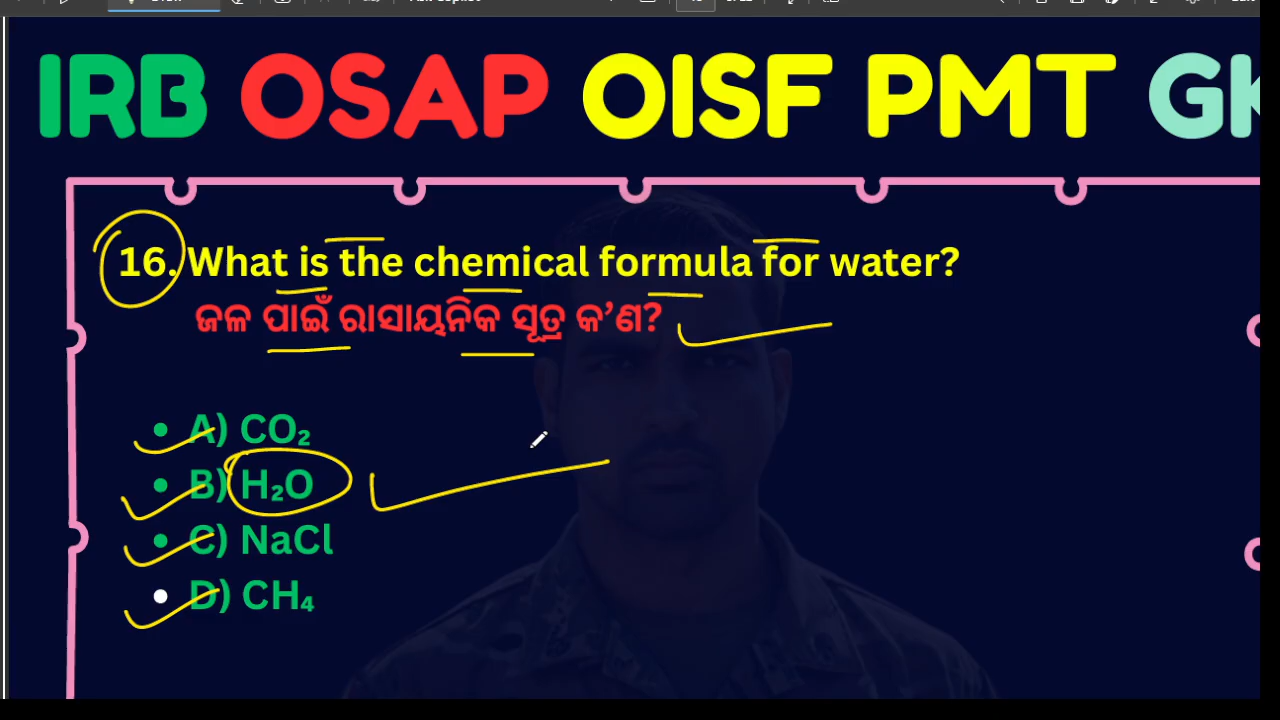 IRB OSAP OISF PMT GK
16. What is the chemical formula for water?
ଜଳ ପାଇଁ ରାସାୟନିକ ସୂତ୍ର କ'ଣ?
A) CO₂
B) H₂O
C) NaCl
D) CH₄